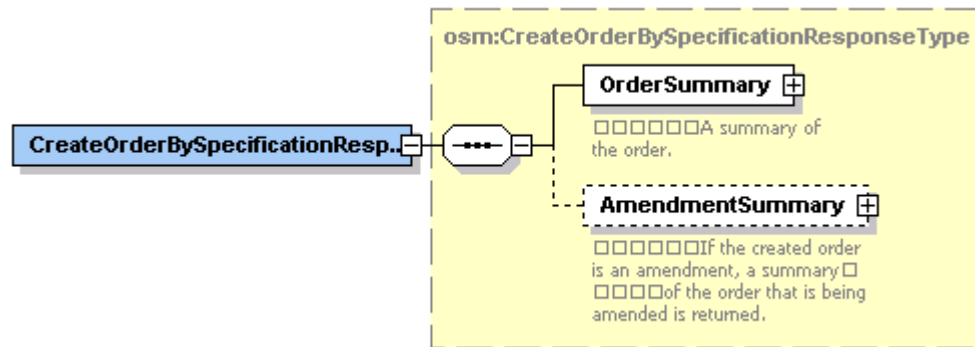 osm:CreateOrderBySpecificationResponseType
OrderSummary
□□□□□□A summary of
the order.
CreateOrderBySpecificationResp..
AmendmentSummary
□□□□□□If the created order
is an amendment, a summary□
□□□□of the order that is being
amended is returned.